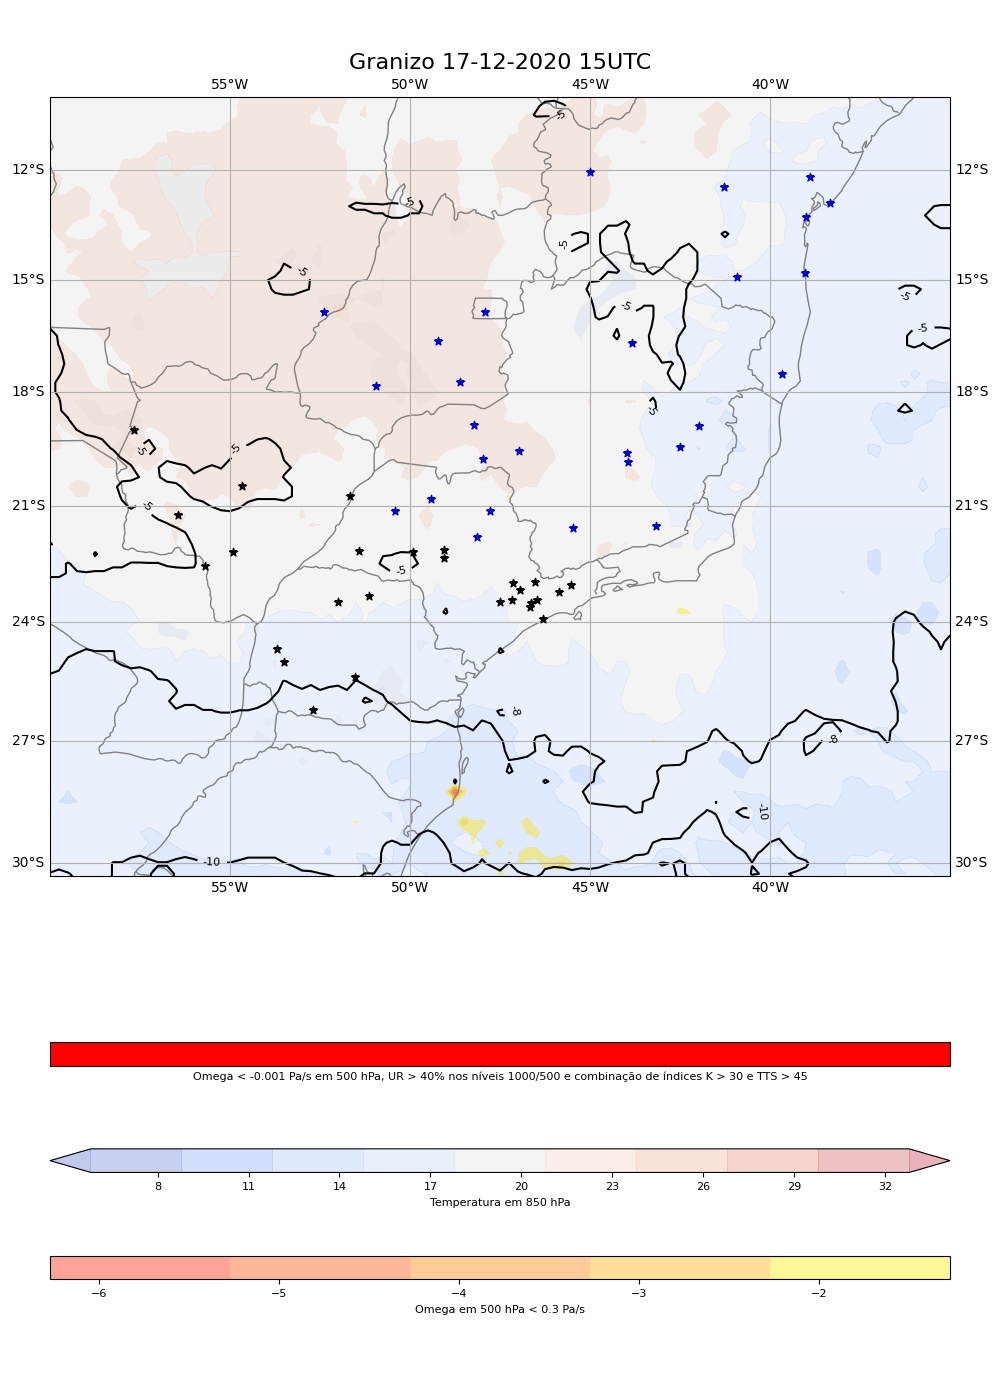 Granizo 17-12-2020 15UTC
55°W 50°W 45°W 40°W
-5
12°S 12°S
-5
-5 -5
15°S 15°S
-5 -5
-5
18°S 18°S
-5
-5 -5
21°S -5 21°S
-5
24°S 24°S
-8
27°S -8 27°S
-10
30°S -10 30°S
55°W 50°W 45°W 40°W
Omega < -0.001 Pa/s em 500 hPa, UR > 40% nos níveis 1000/500 e combinação de índices K > 30 e TTS > 45
8 11 14 17 20 23 26 29 32
Temperatura em 850 hPa
−6 −5 −4 −3 −2
Omega em 500 hPa < 0.3 Pa/s